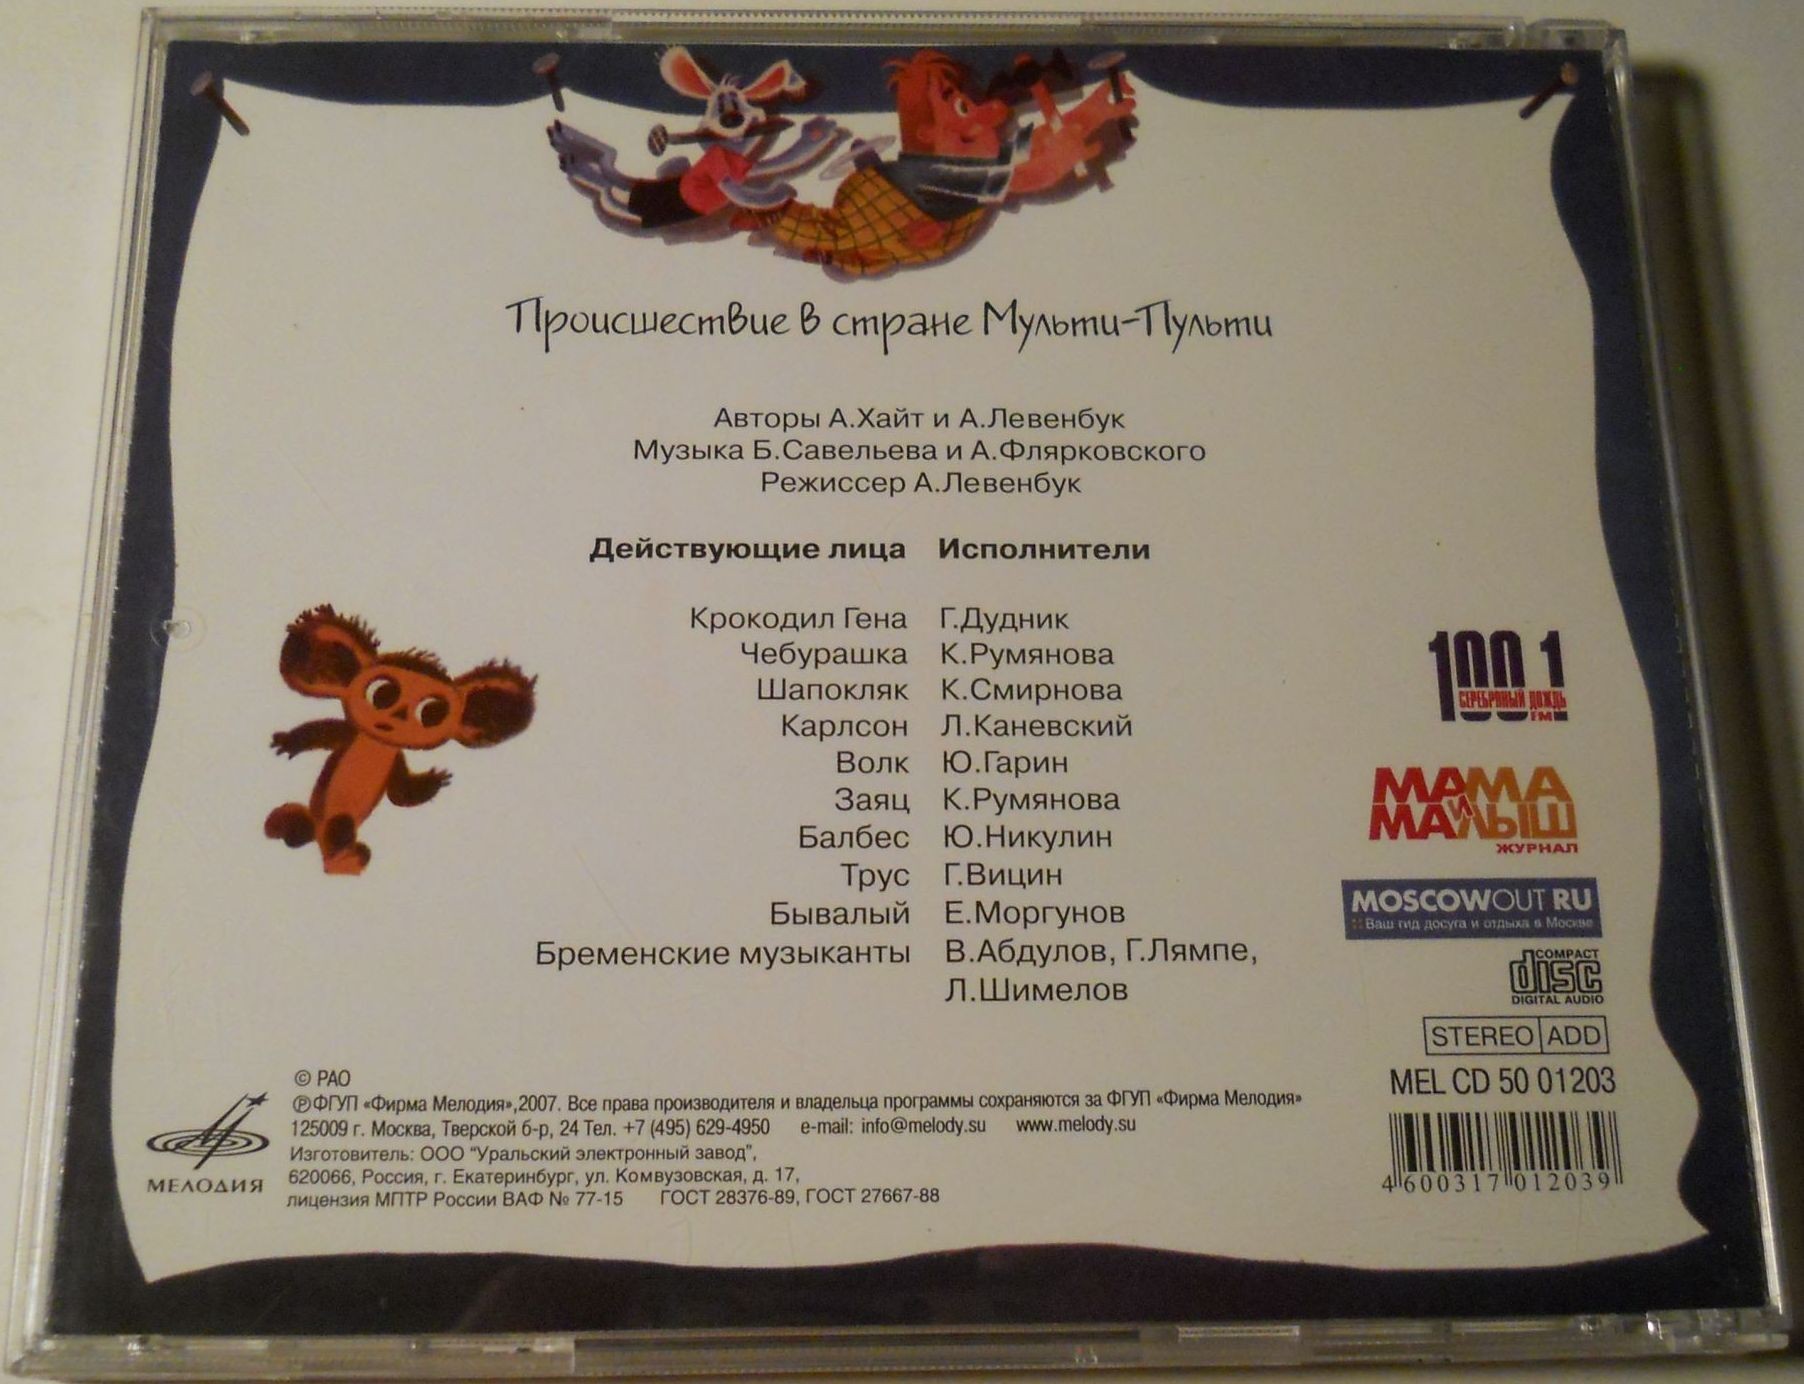 Происшествие в стране Мульти-Пульти
Авторы А.Хайт и А.Левенбук
Музыка Б.Савельева и А.Флярковского
Режиссер А.Левенбук
Действующие лица Исполнители
Крокодил Гена Г.Дудник
Чебурашка К.Румянова
Шапокляк К.Смирнова
Карлсон Л.Каневский
Волк Ю.Гарин
Заяц К.Румянова
Балбес Ю.Никулин
Трус Г.Вицин
Бывалый Е.Моргунов
Бременские музыканты В.Абдулов, Г.Лямпе,
Л.Шимелов
100.1
СЕРЕБРЯНЫЙ ДОЖДЬ
FM
МАМА
И
МАЛЫШ
ЖУРНАЛ
MOSCOWOUT RU
Ваш гид досуга и отдыха в Москве
COMPACT
disc
DIGITAL AUDIO
STEREO ADD
MEL CD 50 01203
4 600317 012039
© РАО
℗ФГУП «Фирма Мелодия»,2007. Все права производителя и владельца программы сохраняются за ФГУП «Фирма Мелодия»
125009 г. Москва, Тверской б-р, 24 Тел. +7 (495) 629-4950 e-mail: info@melody.su www.melody.su
Изготовитель: ООО "Уральский электронный завод",
620066, Россия, г. Екатеринбург, ул. Комвузовская, д. 17,
лицензия МПТР России ВАФ № 77-15 ГОСТ 28376-89, ГОСТ 27667-88
МЕЛОДИЯ